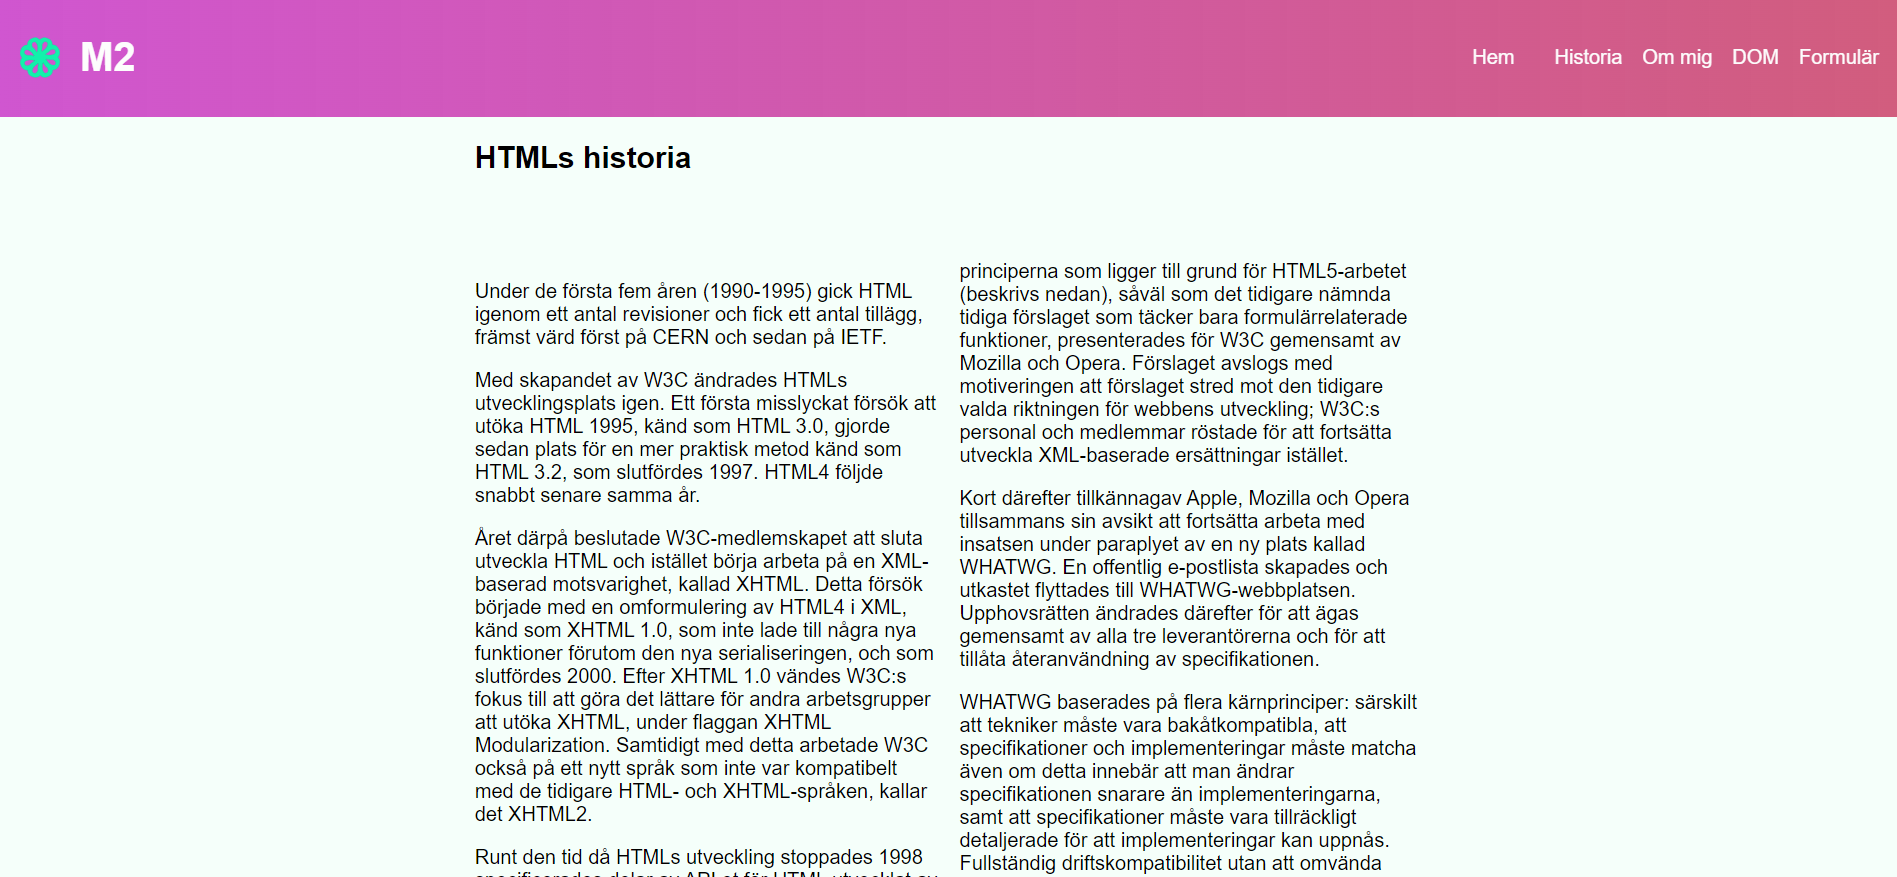 M2
Hem
Historia
Om mig
DOM
Formulär
HTMLs historia
Under de första fem åren (1990-1995) gick HTML
igenom ett antal revisioner och fick ett antal tillägg,
främst värd först på CERN och sedan på IETF.
Med skapandet av W3C ändrades HTMLs
utvecklingsplats igen. Ett första misslyckat försök att
utöka HTML 1995, känd som HTML 3.0, gjorde
sedan plats för en mer praktisk metod känd som
HTML 3.2, som slutfördes 1997. HTML4 följde
snabbt senare samma år.
Året därpå beslutade W3C-medlemskapet att sluta
utveckla HTML och istället börja arbeta på en XML-
baserad motsvarighet, kallad XHTML. Detta försök
började med en omformulering av HTML4 i XML,
känd som XHTML 1.0, som inte lade till några nya
funktioner förutom den nya serialiseringen, och som
slutfördes 2000. Efter XHTML 1.0 vändes W3C:s
fokus till att göra det lättare för andra arbetsgrupper
att utöka XHTML, under flaggan XHTML
Modularization. Samtidigt med detta arbetade W3C
också på ett nytt språk som inte var kompatibelt
med de tidigare HTML- och XHTML-språken, kallar
det XHTML2.
Runt den tid då HTMLs utveckling stoppades 1998
specificerades delar av API et för HTML utvecklat av
principerna som ligger till grund för HTML5-arbetet
(beskrivs nedan), såväl som det tidigare nämnda
tidiga förslaget som täcker bara formulärrelaterade
funktioner, presenterades för W3C gemensamt av
Mozilla och Opera. Förslaget avslogs med
motiveringen att förslaget stred mot den tidigare
valda riktningen för webbens utveckling; W3C:s
personal och medlemmar röstade för att fortsätta
utveckla XML-baserade ersättningar istället.
Kort därefter tillkännagav Apple, Mozilla och Opera
tillsammans sin avsikt att fortsätta arbeta med
insatsen under paraplyet av en ny plats kallad
WHATWG. En offentlig e-postlista skapades och
utkastet flyttades till WHATWG-webbplatsen.
Upphovsrätten ändrades därefter för att ägas
gemensamt av alla tre leverantörerna och för att
tillåta återanvändning av specifikationen.
WHATWG baserades på flera kärnprinciper: särskilt
att tekniker måste vara bakåtkompatibla, att
specifikationer och implementeringar måste matcha
även om detta innebär att man ändrar
specifikationen snarare än implementeringarna,
samt att specifikationer måste vara tillräckligt
detaljerade för att implementeringar kan uppnås.
Fullständig driftskompatibilitet utan att omvända